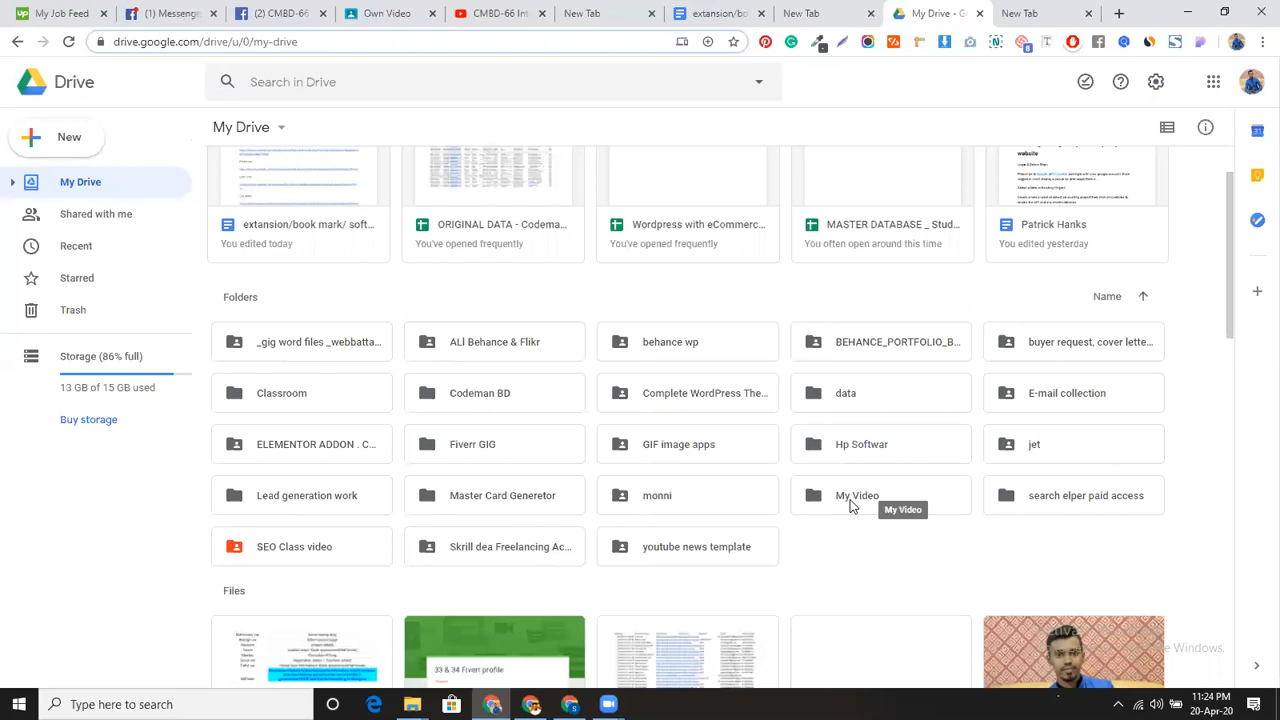 (1) Messeng
(2) CMBD-66
Own Video
CMBD-66 Int
New Tab
extansion/bo
New Tab
My Drive - G
New Tab
drive.google.com/drive/u/0/my-drive
8
Drive
Search in Drive
New
My Drive
Shared with me
Recent
Starred
Trash
Storage (86% full)
13 GB of 15 GB used
Buy storage
My Drive
website
extansion/book mark/ softw...
You edited today
ORIGINAL DATA - Codema...
You've opened frequently
Wordpress with eCommerc...
You've opened frequently
MASTER DATABASE _ Stud...
You often open around this time
Patrick Hanks
You edited yesterday
Folders
Name
_gig worl files _webbatta...
ALl Behance & Flikr
behance wp
BEHANCE_PORTFOLIO_B...
buyer request, cover lette...
Classroom
Codeman BD
Complete WordPress The...
data
E-mail collection
ELEMENTOR ADDON . C...
Fiverr GIG
GIF image apps
Hp Softwar
jet
Lead generation work
Master Card Generetor
monni
My Video
search elper paid access
My Video
SEO Class video
Skrill dea Freelancing Ac...
youtube news template
Files
33 & 34 Fiverr profile
Windows.
Type here to search
11:24 PM
20-Apr-20